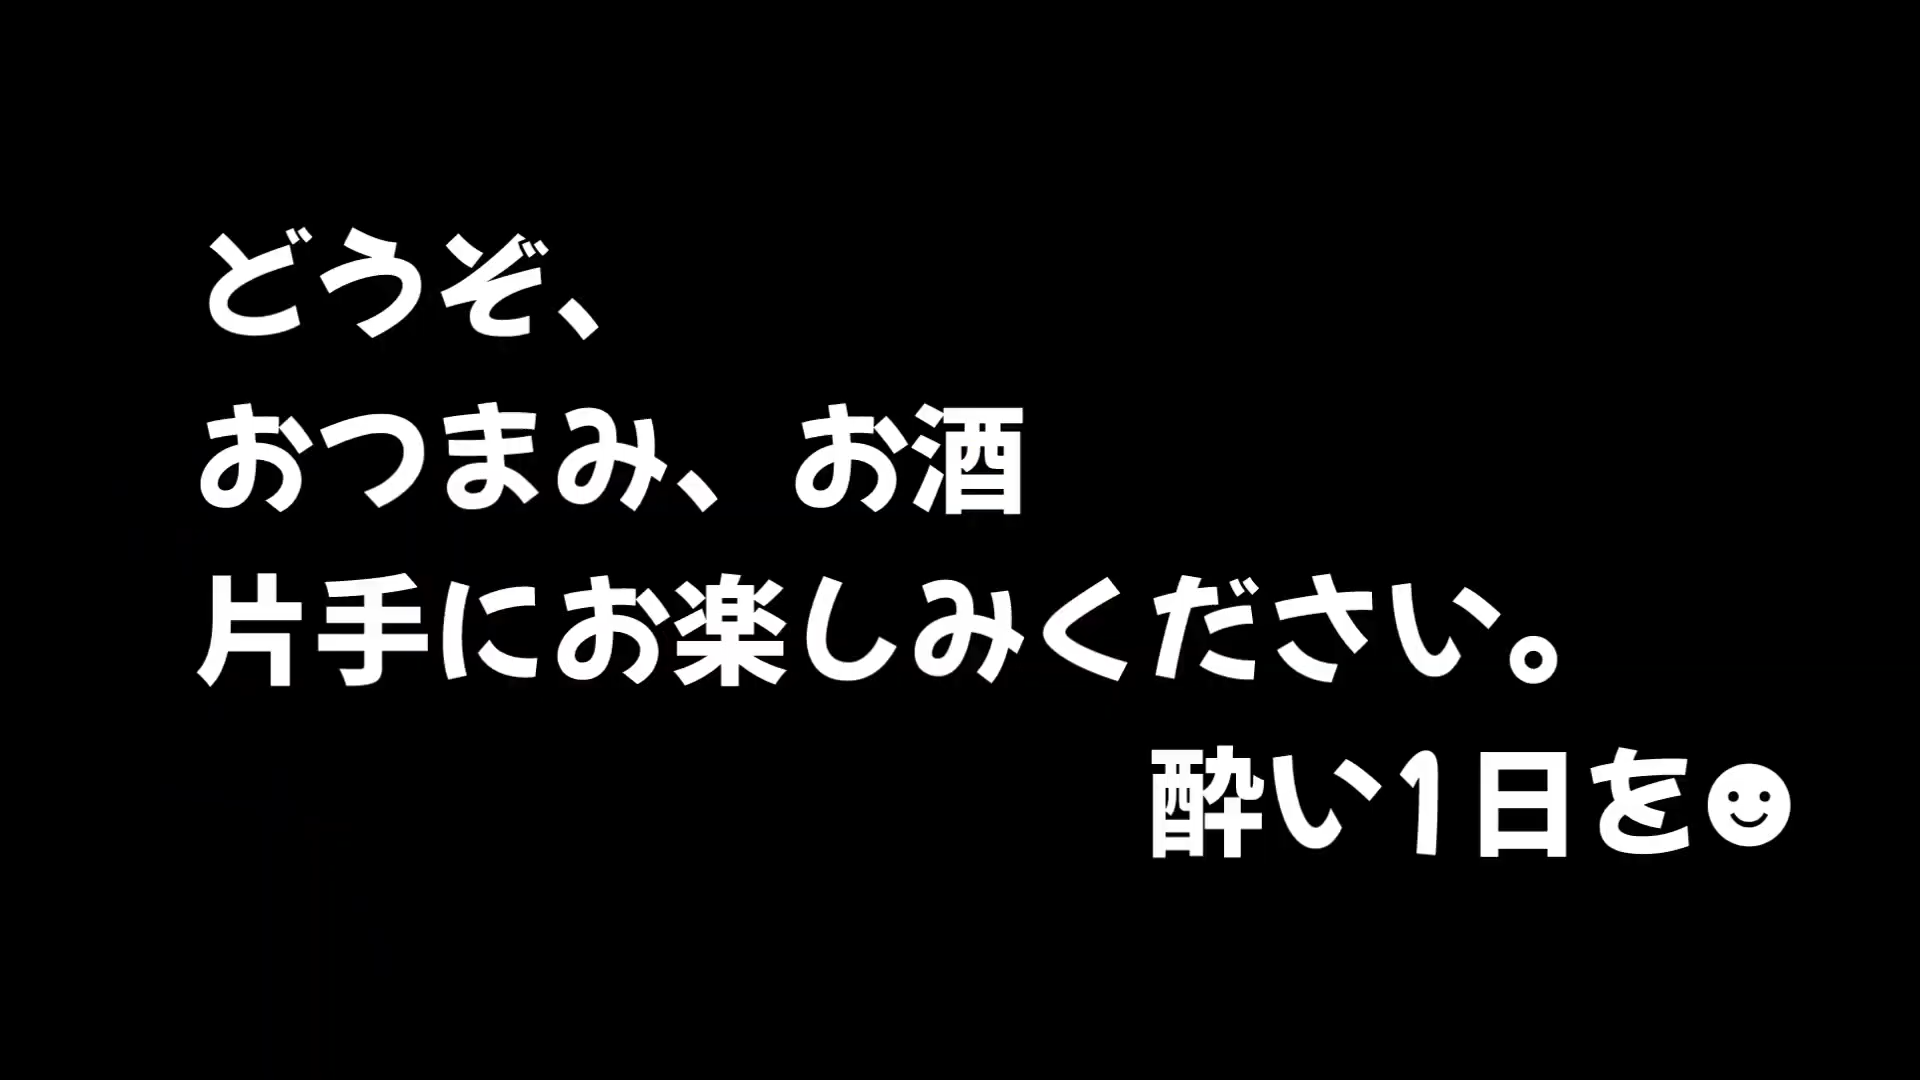 どうぞ、
おつまみ、お酒
片手にお楽しみください。
酔い1日を☻